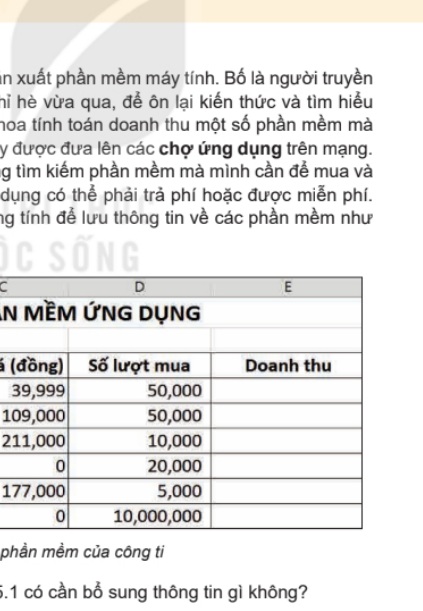 xuất phần mềm máy tính. Bố là người truyền
hè vừa qua, để ôn lại kiến thức và tìm hiểu
tính toán doanh thu một số phần mềm mà
được đưa lên các chợ ứng dụng trên mạng.
tìm kiếm phần mềm mà mình cần để mua và
dụng có thể phải trả phí hoặc được miễn phí.
tính để lưu thông tin về các phần mềm như
ỘC SỐNG
C D E
ẦN MỀM ỨNG DỤNG
á (đồng) Số lượt mua Doanh thu
39,999 50,000
109,000 50,000
211,000 10,000
0 20,000
177,000 5,000
0 10,000,000
phần mềm của công ti
5.1 có cần bổ sung thông tin gì không?